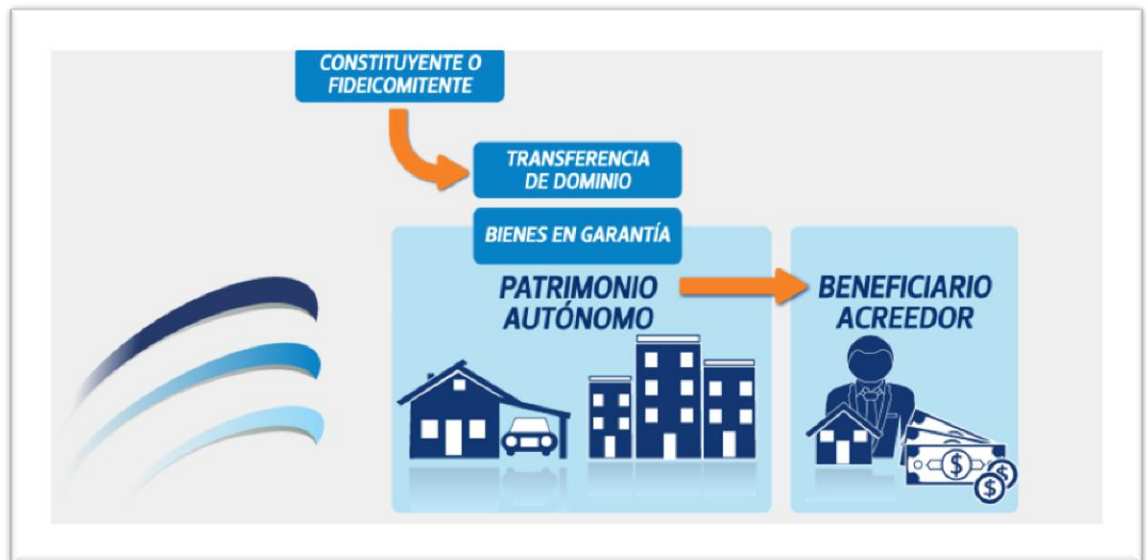 CONSTITUYENTE O
FIDEICOMITENTE
TRANSFERENCIA
DE DOMINIO
BIENES EN GARANTÍA
PATRIMONIO
AUTÓNOMO
BENEFICIARIO
ACREEDOR
$
$
$